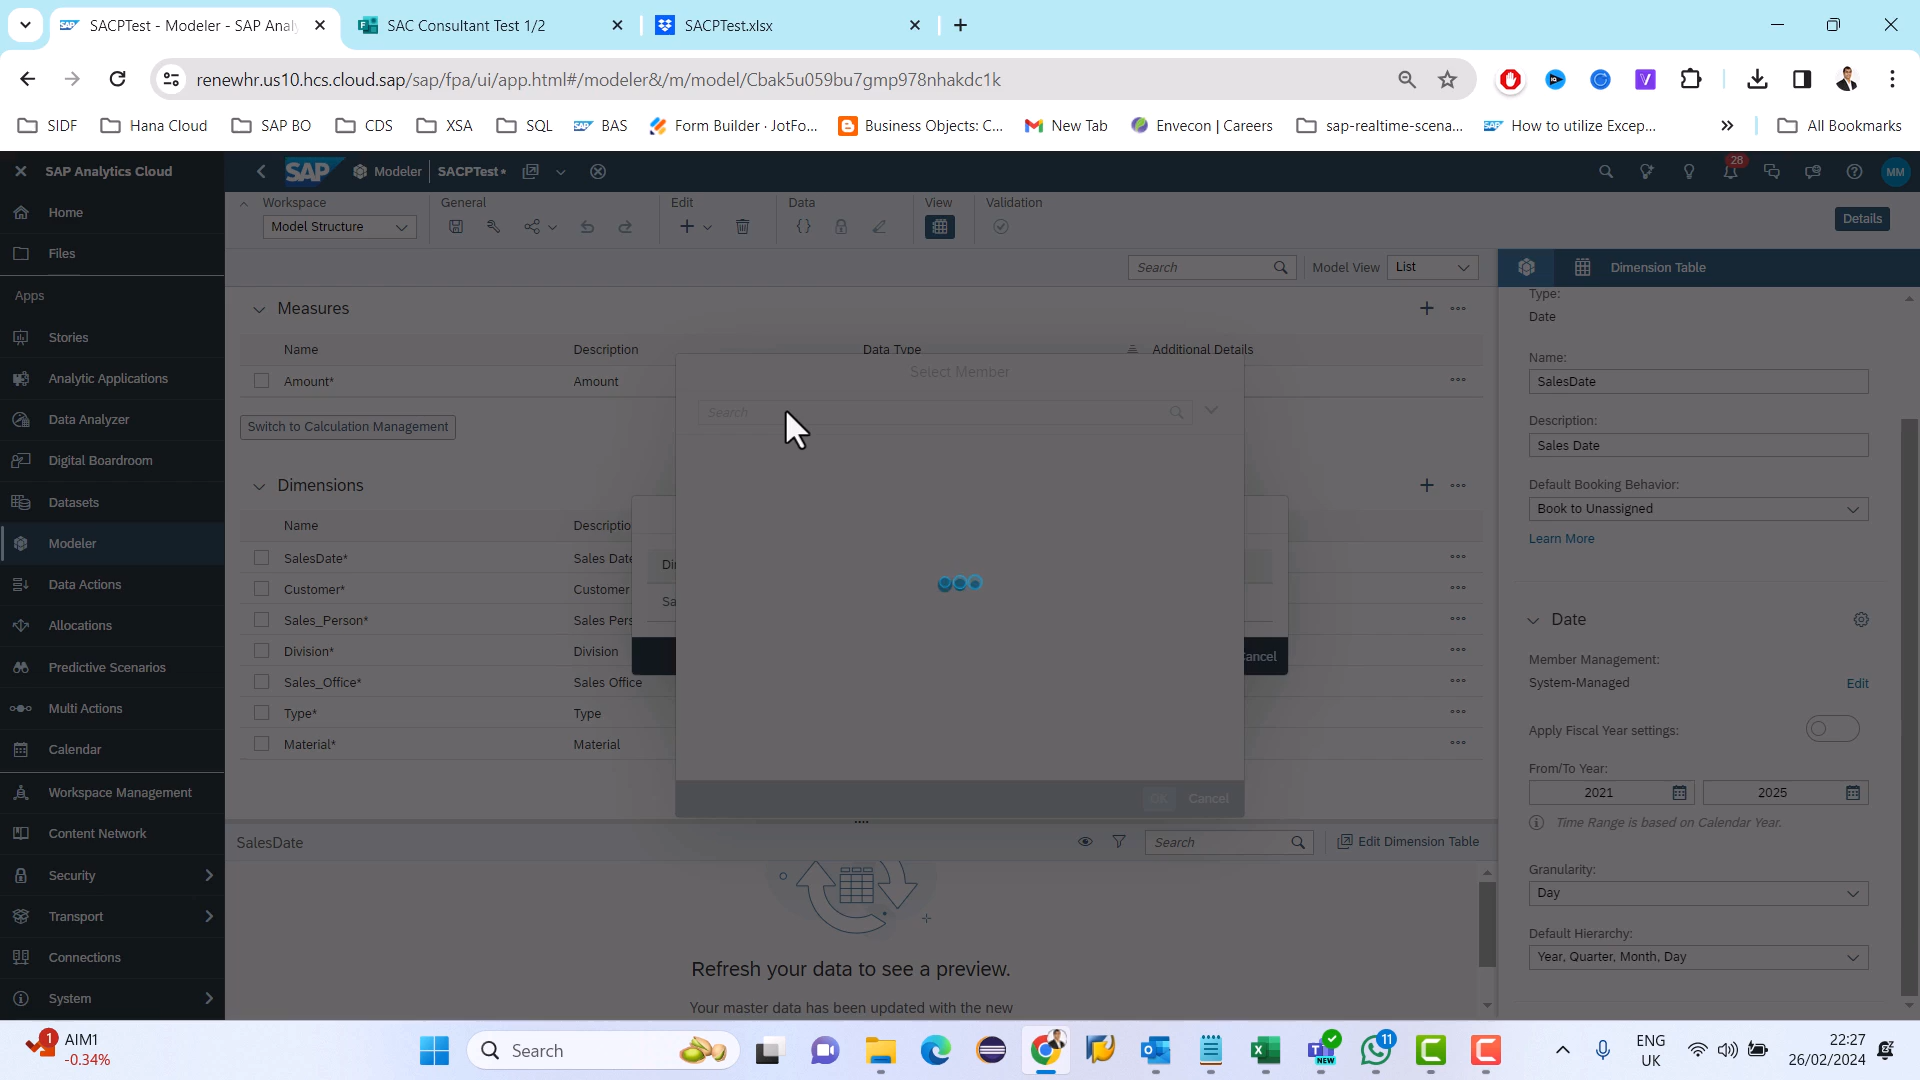 SACPTest - Modeler - SAP Anal
SAC Consultant Test 1/2
SACPTest.xlsx
renewhr.us10.hcs.cloud.sap/sap/fpa/ui/app.html#/modeler&/m/model/Cbak5u059bu7gmp978nhakdc1k
SIDF
Hana Cloud
SAP BO
CDS
XSA
SQL
BAS
Form Builder · JotFo...
Business Objects: C...
New Tab
Envecon | Careers
sap-realtime-scena...
How to utilize Excep...
All Bookmarks
SAP Analytics Cloud
SAP
Modeler
SACPTest*
28
MM
Home
Files
Apps
Stories
Analytic Applications
Data Analyzer
Digital Boardroom
Datasets
Modeler
Data Actions
Allocations
Predictive Scenarios
Multi Actions
Calendar
Workspace Management
Content Network
Security
Transport
Connections
System
Workspace
Model Structure
General
Edit
Data
View
Validation
Details
Search
Model View
List
Measures
Name
Description
Data Type
Additional Details
Amount*
Amount
Switch to Calculation Management
Dimensions
Name
Descriptio
SalesDate*
Sales Date
Customer*
Customer
Sales_Person*
Sales Pers
Division*
Division
Sales_Office*
Sales Office
Type*
Type
Material*
Material
Di
Sa
Cancel
Select Member
Search
OK
Cancel
SalesDate
Search
Edit Dimension Table
Refresh your data to see a preview.
Your master data has been updated with the new
Dimension Table
Type:
Date
Name:
SalesDate
Description:
Sales Date
Default Booking Behavior:
Book to Unassigned
Learn More
Date
Member Management:
System-Managed
Edit
Apply Fiscal Year settings:
From/To Year:
2021
2025
Time Range is based on Calendar Year.
Granularity:
Day
Default Hierarchy:
Year, Quarter, Month, Day
1
AIM1
-0.34%
Search
NEW
11
ENG
UK
22:27
26/02/2024